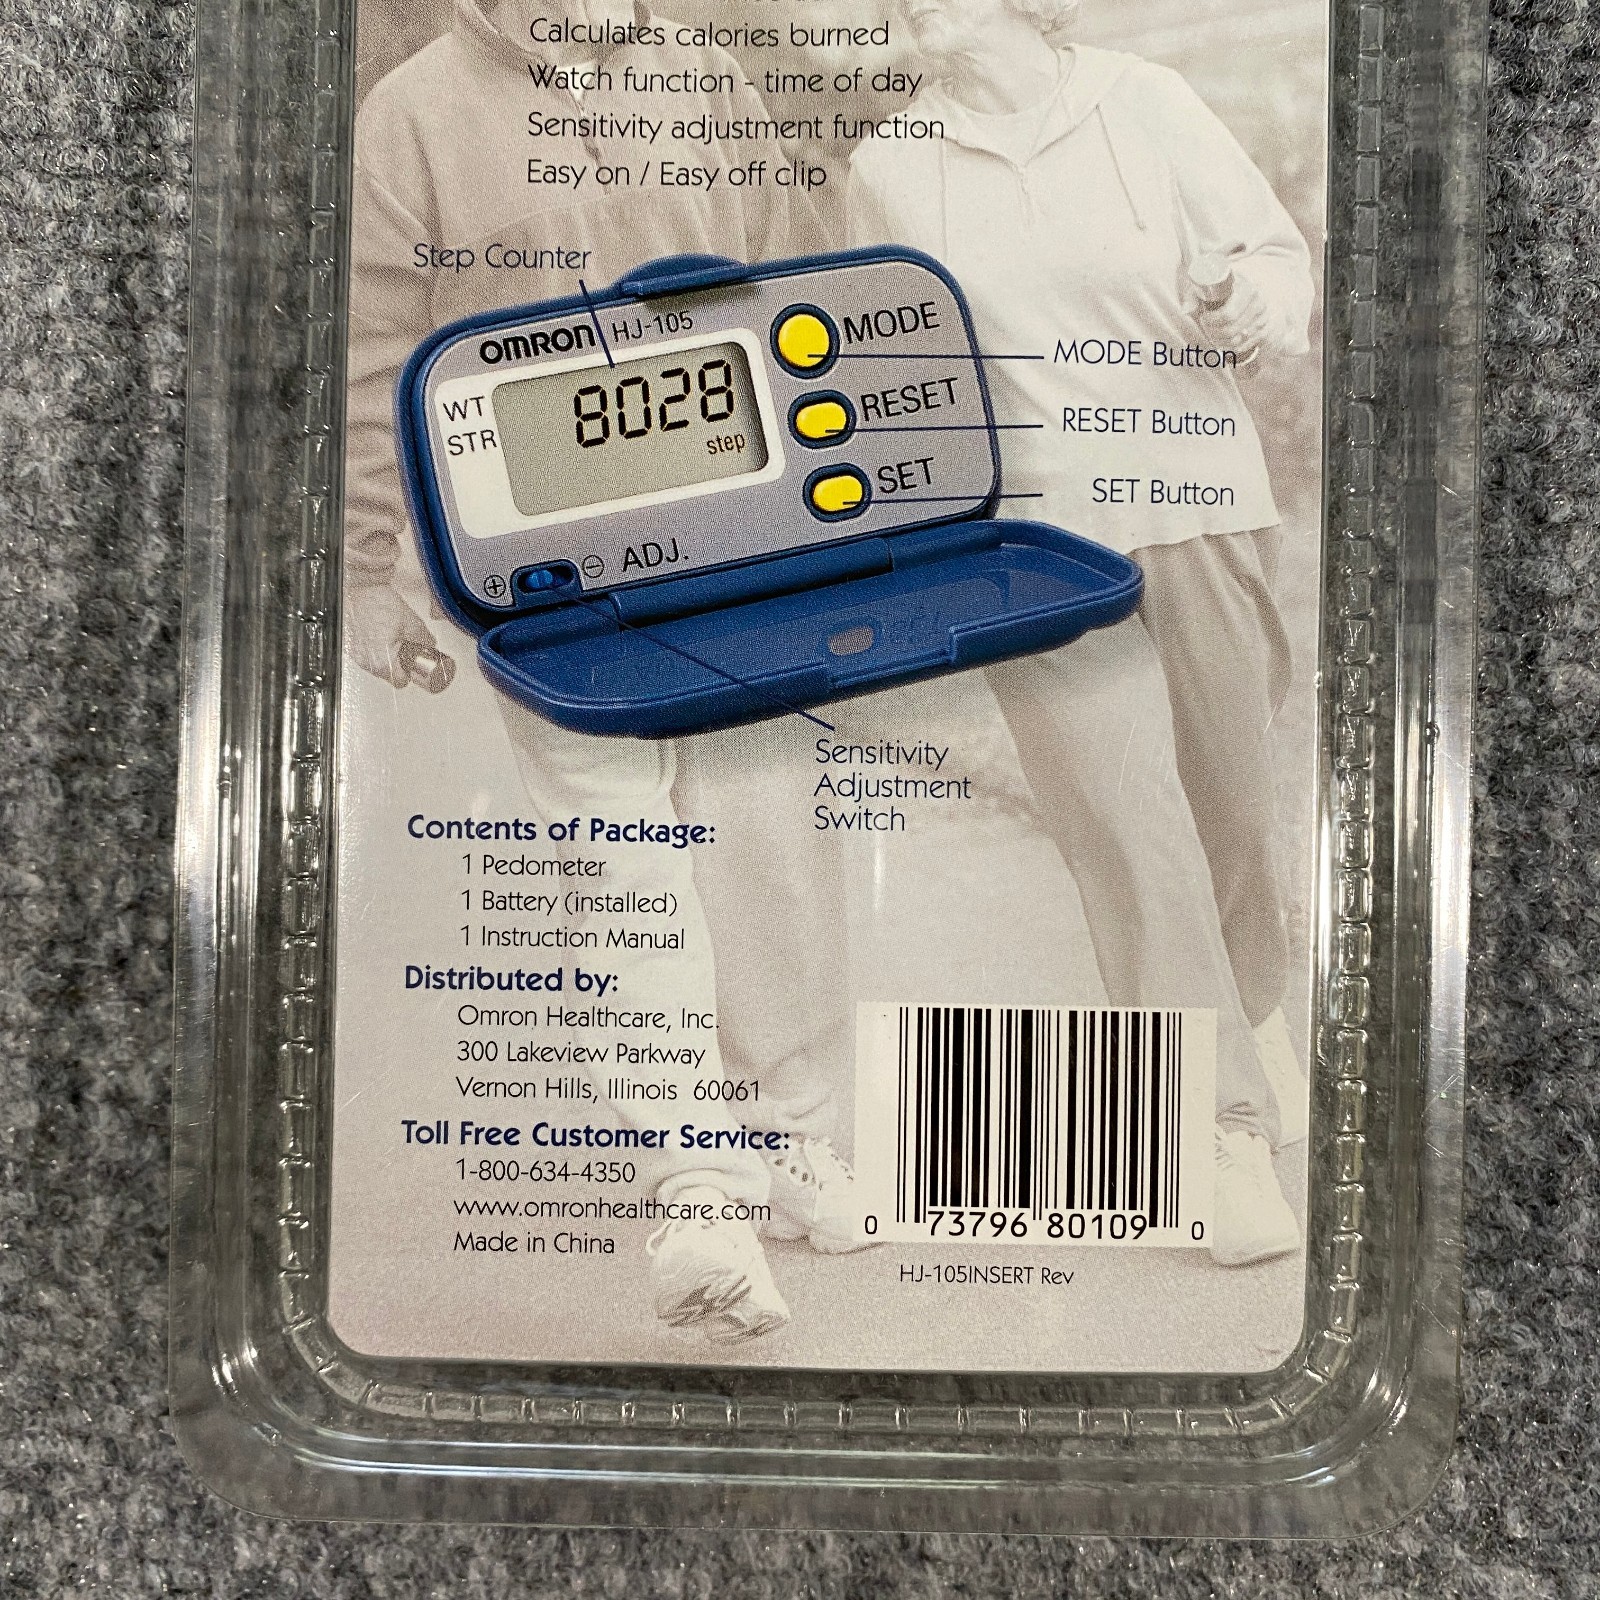 Calculates calories burned
Watch function - time of day
Sensitivity adjustment function
Easy on / Easy off clip
Step Counter
OMRON HJ-105
MODE
MODE Button
WT
STR
8028
step
RESET
RESET Button
SET
SET Button
⊕ ⊖ ADJ.
Sensitivity
Adjustment
Switch
Contents of Package:
1 Pedometer
1 Battery (installed)
1 Instruction Manual
Distributed by:
Omron Healthcare, Inc.
300 Lakeview Parkway
Vernon Hills, Illinois 60061
Toll Free Customer Service:
1-800-634-4350
www.omronhealthcare.com
Made in China
0 73796 80109 0
HJ-105INSERT Rev